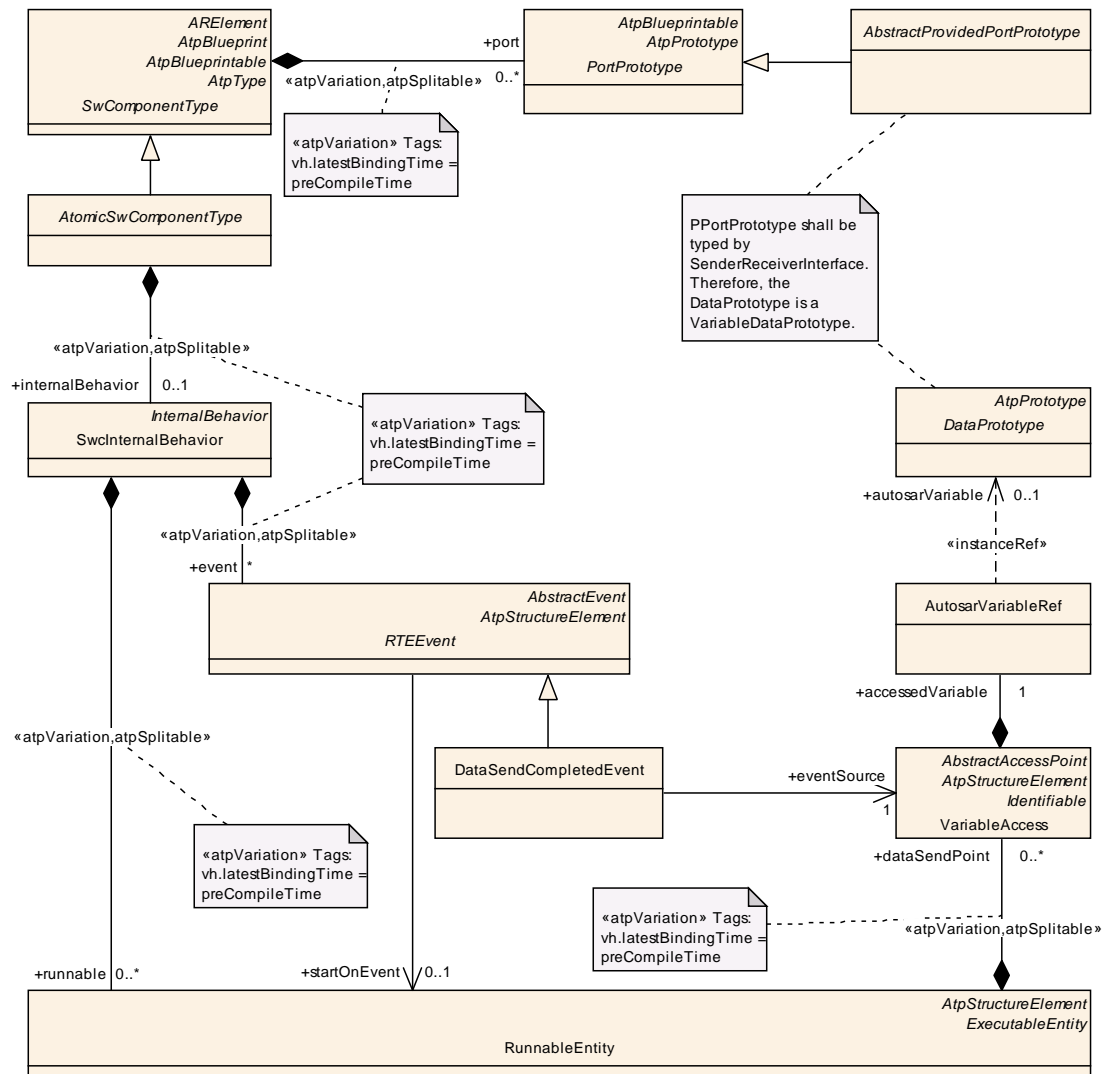 ARElement
AtpBlueprint
AtpBlueprintable
AtpType
SwComponentType
+port
«atpVariation,atpSplitable» 0..*
AtpBlueprintable
AtpPrototype
PortPrototype
AbstractProvidedPortPrototype
«atpVariation» Tags:
vh.latestBindingTime =
preCompileTime
AtomicSwComponentType
PPortPrototype shall be
typed by
SenderReceiverInterface.
Therefore, the
DataPrototype is a
VariableDataPrototype.
«atpVariation,atpSplitable»
+internalBehavior 0..1
InternalBehavior
SwcInternalBehavior
«atpVariation» Tags:
vh.latestBindingTime =
preCompileTime
AtpPrototype
DataPrototype
+autosarVariable 0..1
«instanceRef»
«atpVariation,atpSplitable»
+event *
AbstractEvent
AtpStructureElement
RTEEvent
AutosarVariableRef
+accessedVariable 1
«atpVariation,atpSplitable»
DataSendCompletedEvent
+eventSource
1
AbstractAccessPoint
AtpStructureElement
Identifiable
VariableAccess
+dataSendPoint 0..*
«atpVariation» Tags:
vh.latestBindingTime =
preCompileTime
«atpVariation» Tags:
vh.latestBindingTime =
preCompileTime
«atpVariation,atpSplitable»
+runnable 0..*
+startOnEvent 0..1
AtpStructureElement
ExecutableEntity
RunnableEntity